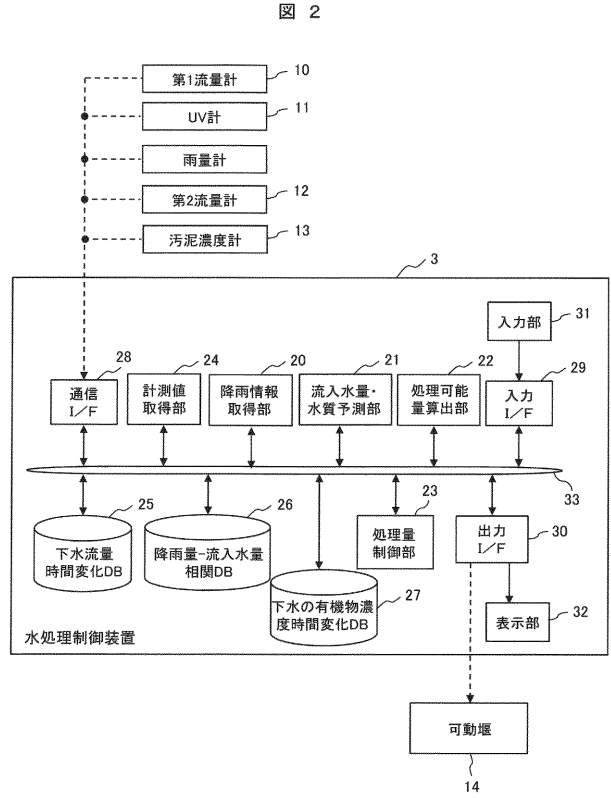 図 2
第1流量計
10
UV計
11
雨量計
第2流量計
12
汚泥濃度計
13
3
入力部
31
28
24
20
21
22
29
通信
I/F
計測値
取得部
降雨情報
取得部
流入水量・
水質予測部
処理可能
量算出部
入力
I/F
33
25
26
23
下水流量
時間変化DB
降雨量-流入水量
相関DB
処理量
制御部
出力
I/F
30
27
下水の有機物濃
度時間変化DB
表示部
32
水処理制御装置
可動堰
14